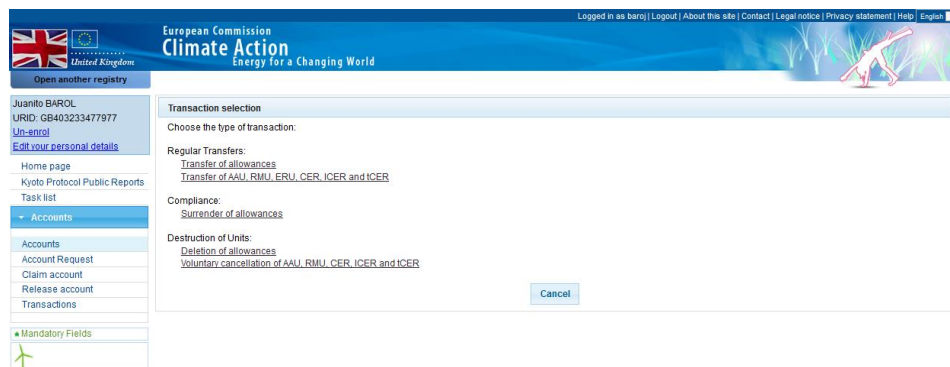 Logged in as baroj | Logout | About this site | Contact | Legal notice | Privacy statement | Help English
European Commission
Climate Action
Energy for a Changing World
United Kingdom
Open another registry
Juanito BAROL
URID: GB403233477977
Un-enrol
Edit your personal details
Home page
Kyoto Protocol Public Reports
Task list
Accounts
Accounts
Account Request
Claim account
Release account
Transactions
Mandatory Fields
Transaction selection
Choose the type of transaction:
Regular Transfers:
Transfer of allowances
Transfer of AAU, RMU, ERU, CER, lCER and tCER
Compliance:
Surrender of allowances
Destruction of Units:
Deletion of allowances
Voluntary cancellation of AAU, RMU, CER, lCER and tCER
Cancel